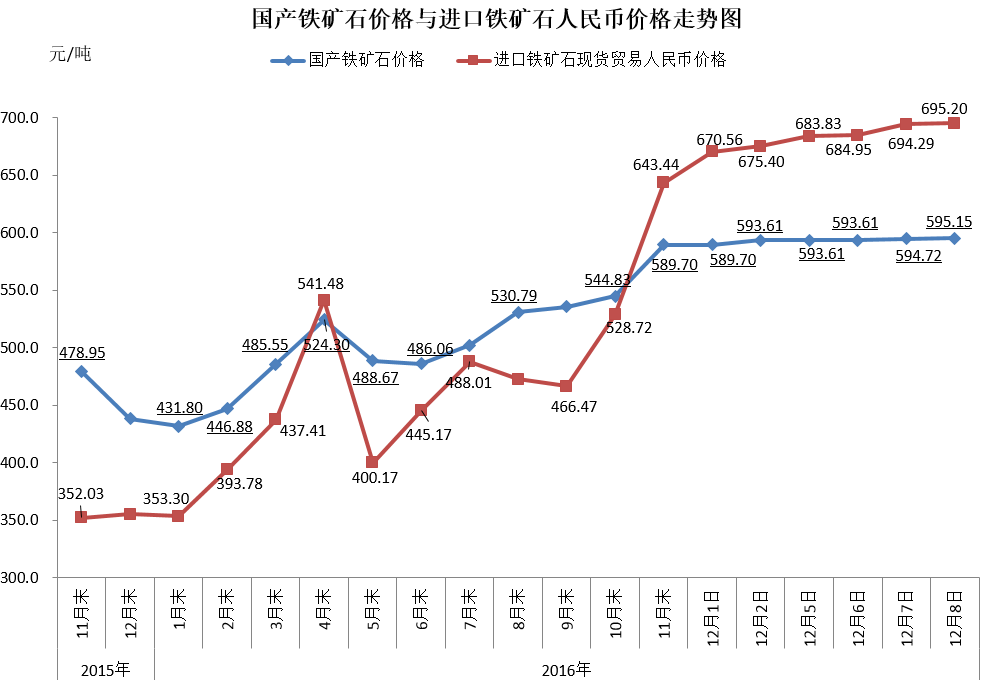 国产铁矿石价格与进口铁矿石人民币价格走势图
元/吨
国产铁矿石价格 进口铁矿石现货贸易人民币价格
700.0
650.0
600.0
550.0
500.0
450.0
400.0
350.0
300.0
478.95
431.80
446.88
485.55
524.30
488.67
486.06
530.79
544.83
589.70
589.70
593.61
593.61
593.61
594.72
595.15
352.03
353.30
393.78
437.41
541.48
400.17
445.17
488.01
466.47
528.72
643.44
670.56
675.40
683.83
684.95
694.29
695.20
11月末
12月末
1月末
2月末
3月末
4月末
5月末
6月末
7月末
8月末
9月末
10月末
11月末
12月1日
12月2日
12月5日
12月6日
12月7日
12月8日
2015年 2016年